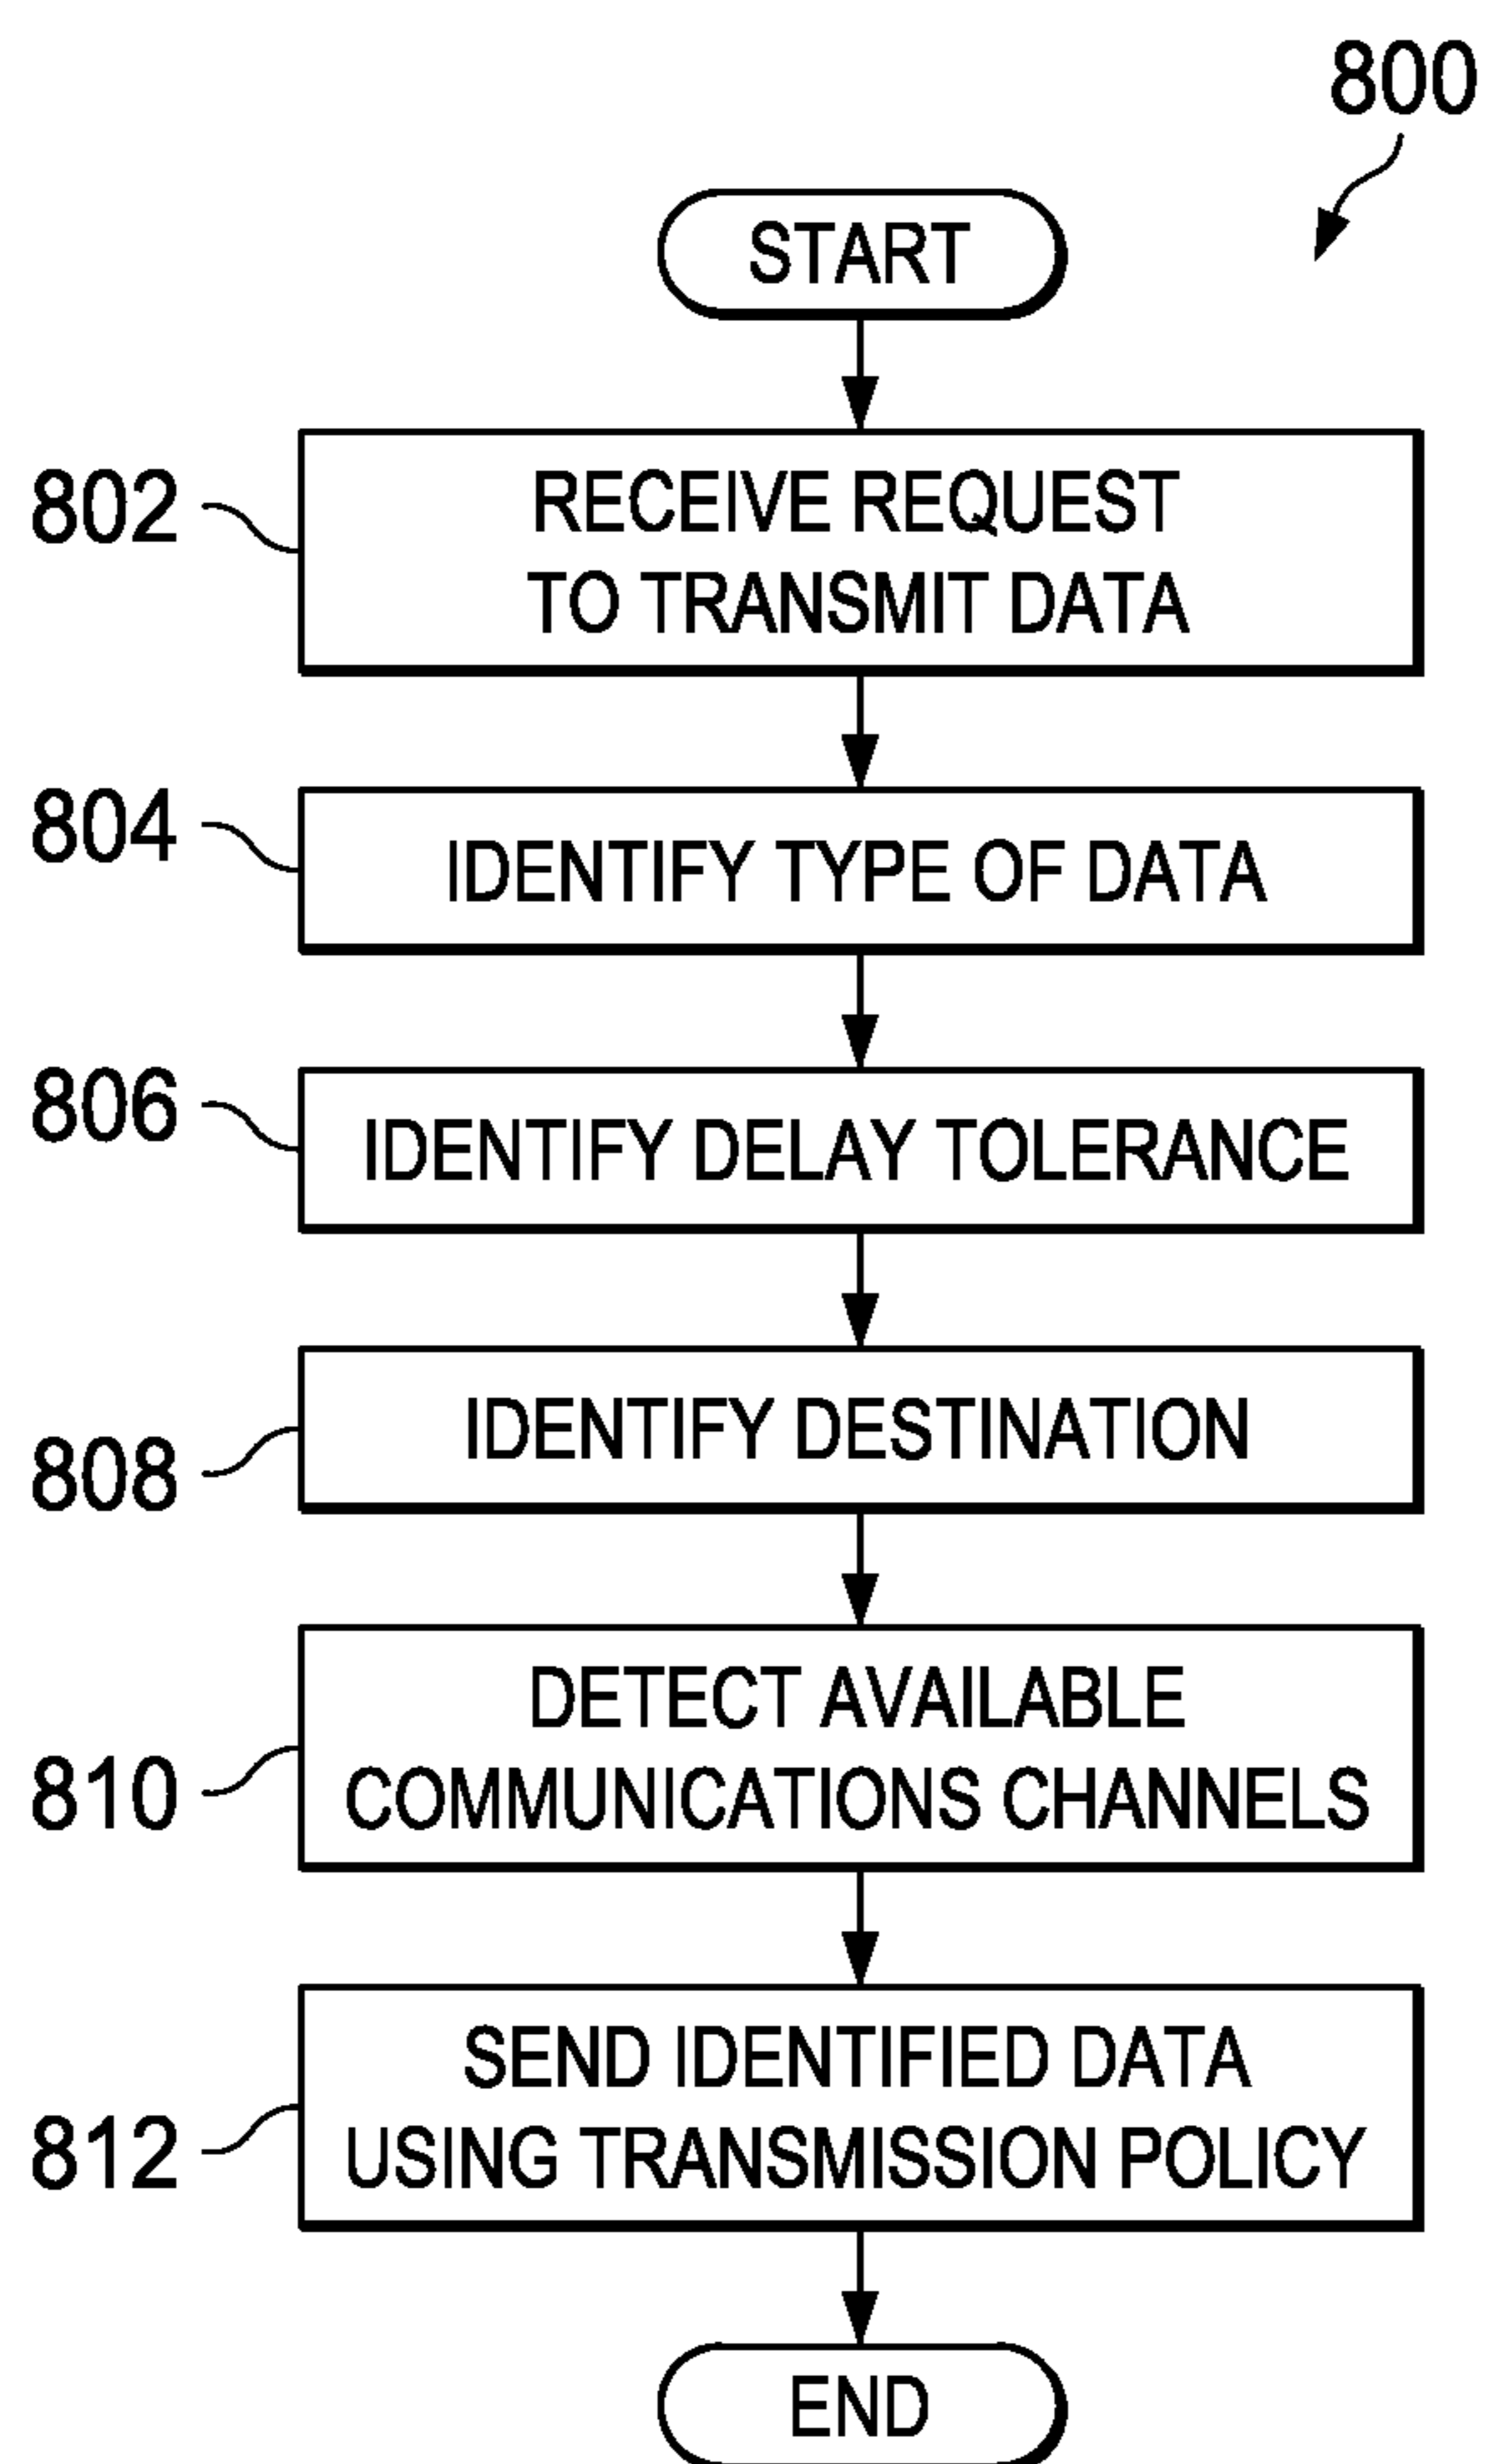 800
START
802
RECEIVE REQUEST
TO TRANSMIT DATA
804
IDENTIFY TYPE OF DATA
806
IDENTIFY DELAY TOLERANCE
808
IDENTIFY DESTINATION
810
DETECT AVAILABLE
COMMUNICATIONS CHANNELS
812
SEND IDENTIFIED DATA
USING TRANSMISSION POLICY
END